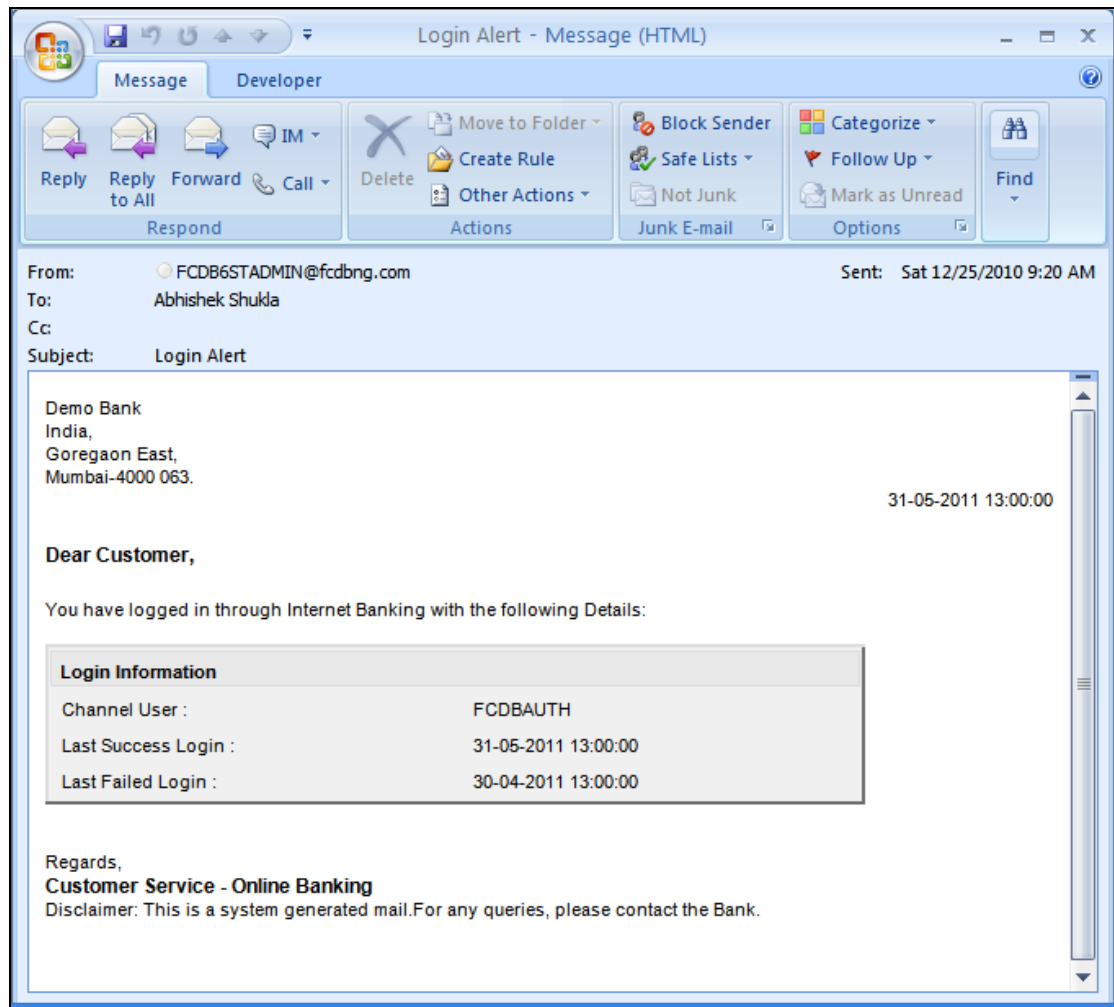 Login Alert - Message (HTML)
Message Developer
Reply
Reply to All
Forward
IM
Call
Respond
Delete
Move to Folder
Create Rule
Other Actions
Actions
Block Sender
Safe Lists
Not Junk
Junk E-mail
Categorize
Follow Up
Mark as Unread
Options
Find
From: FCDB6STADMIN@fcdbng.com Sent: Sat 12/25/2010 9:20 AM
To: Abhishek Shukla
Cc:
Subject: Login Alert
Demo Bank
India,
Goregaon East,
Mumbai-4000 063.
31-05-2011 13:00:00
Dear Customer,
You have logged in through Internet Banking with the following Details:
Login Information
Channel User : FCDBAUTH
Last Success Login : 31-05-2011 13:00:00
Last Failed Login : 30-04-2011 13:00:00
Regards,
Customer Service - Online Banking
Disclaimer: This is a system generated mail.For any queries, please contact the Bank.